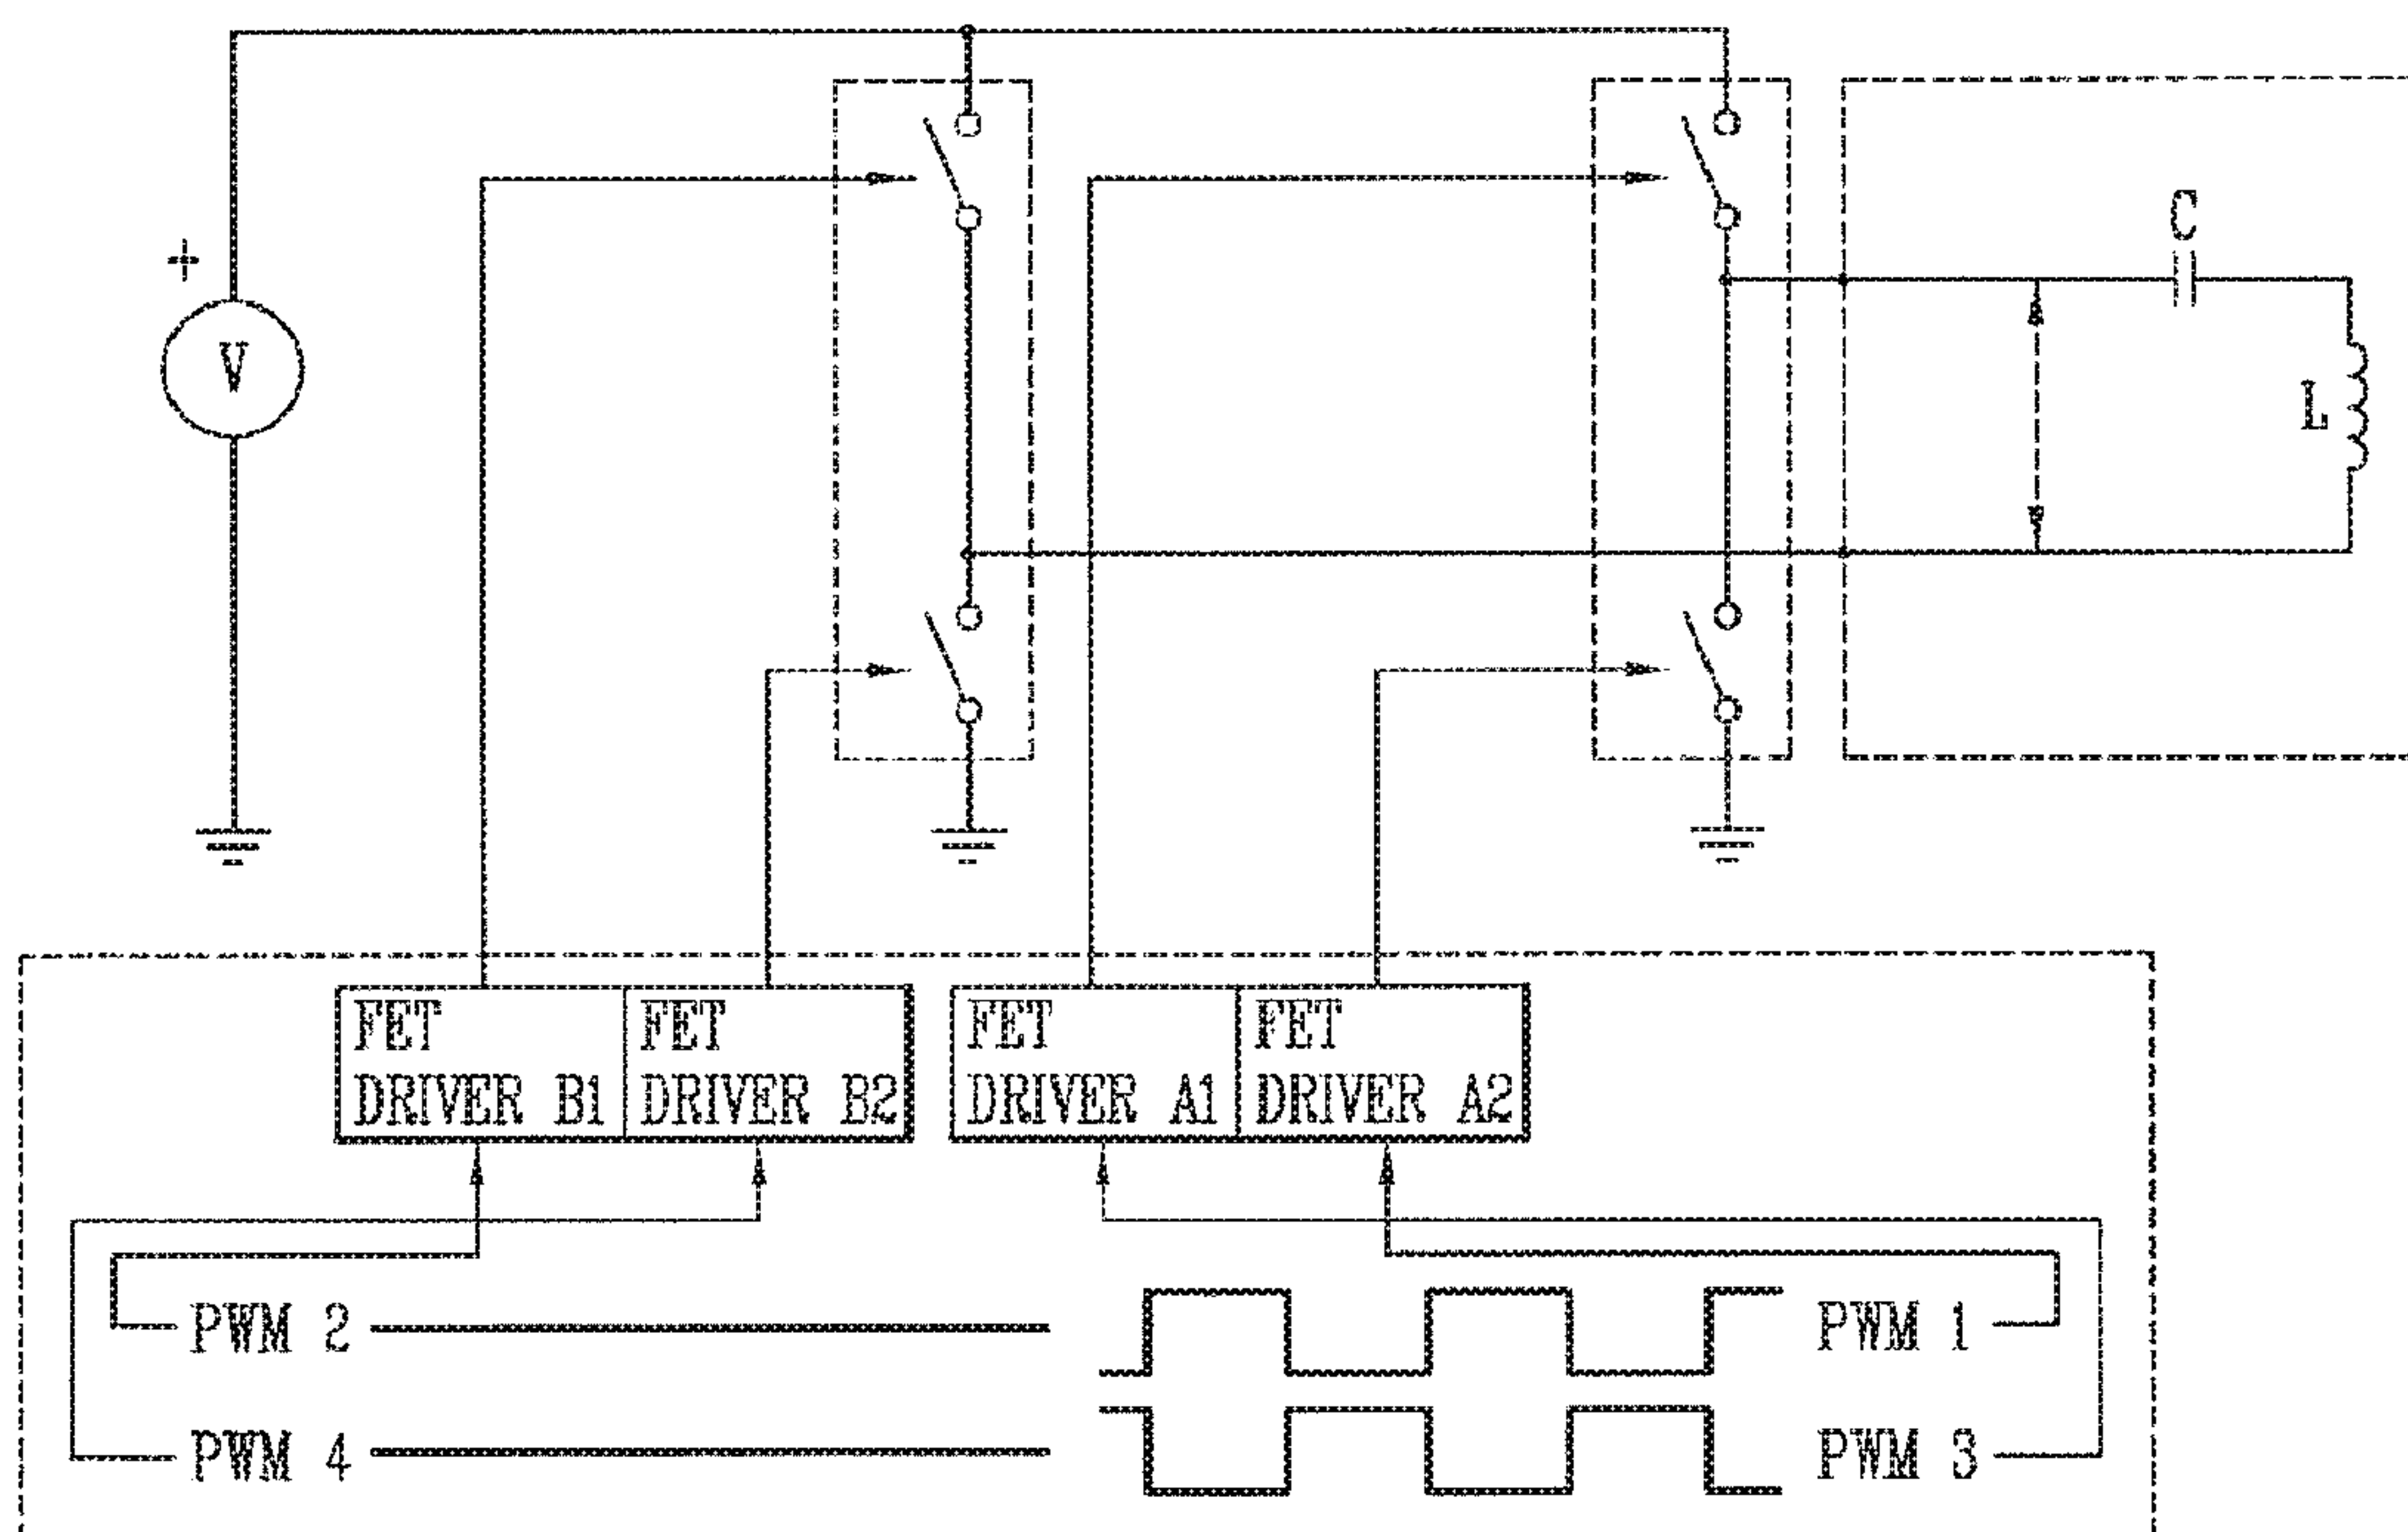 C
+
V
L
FET
DRIVER B1
FET
DRIVER B2
FET
DRIVER A1
FET
DRIVER A2
PWM 2
PWM 1
PWM 4
PWM 3